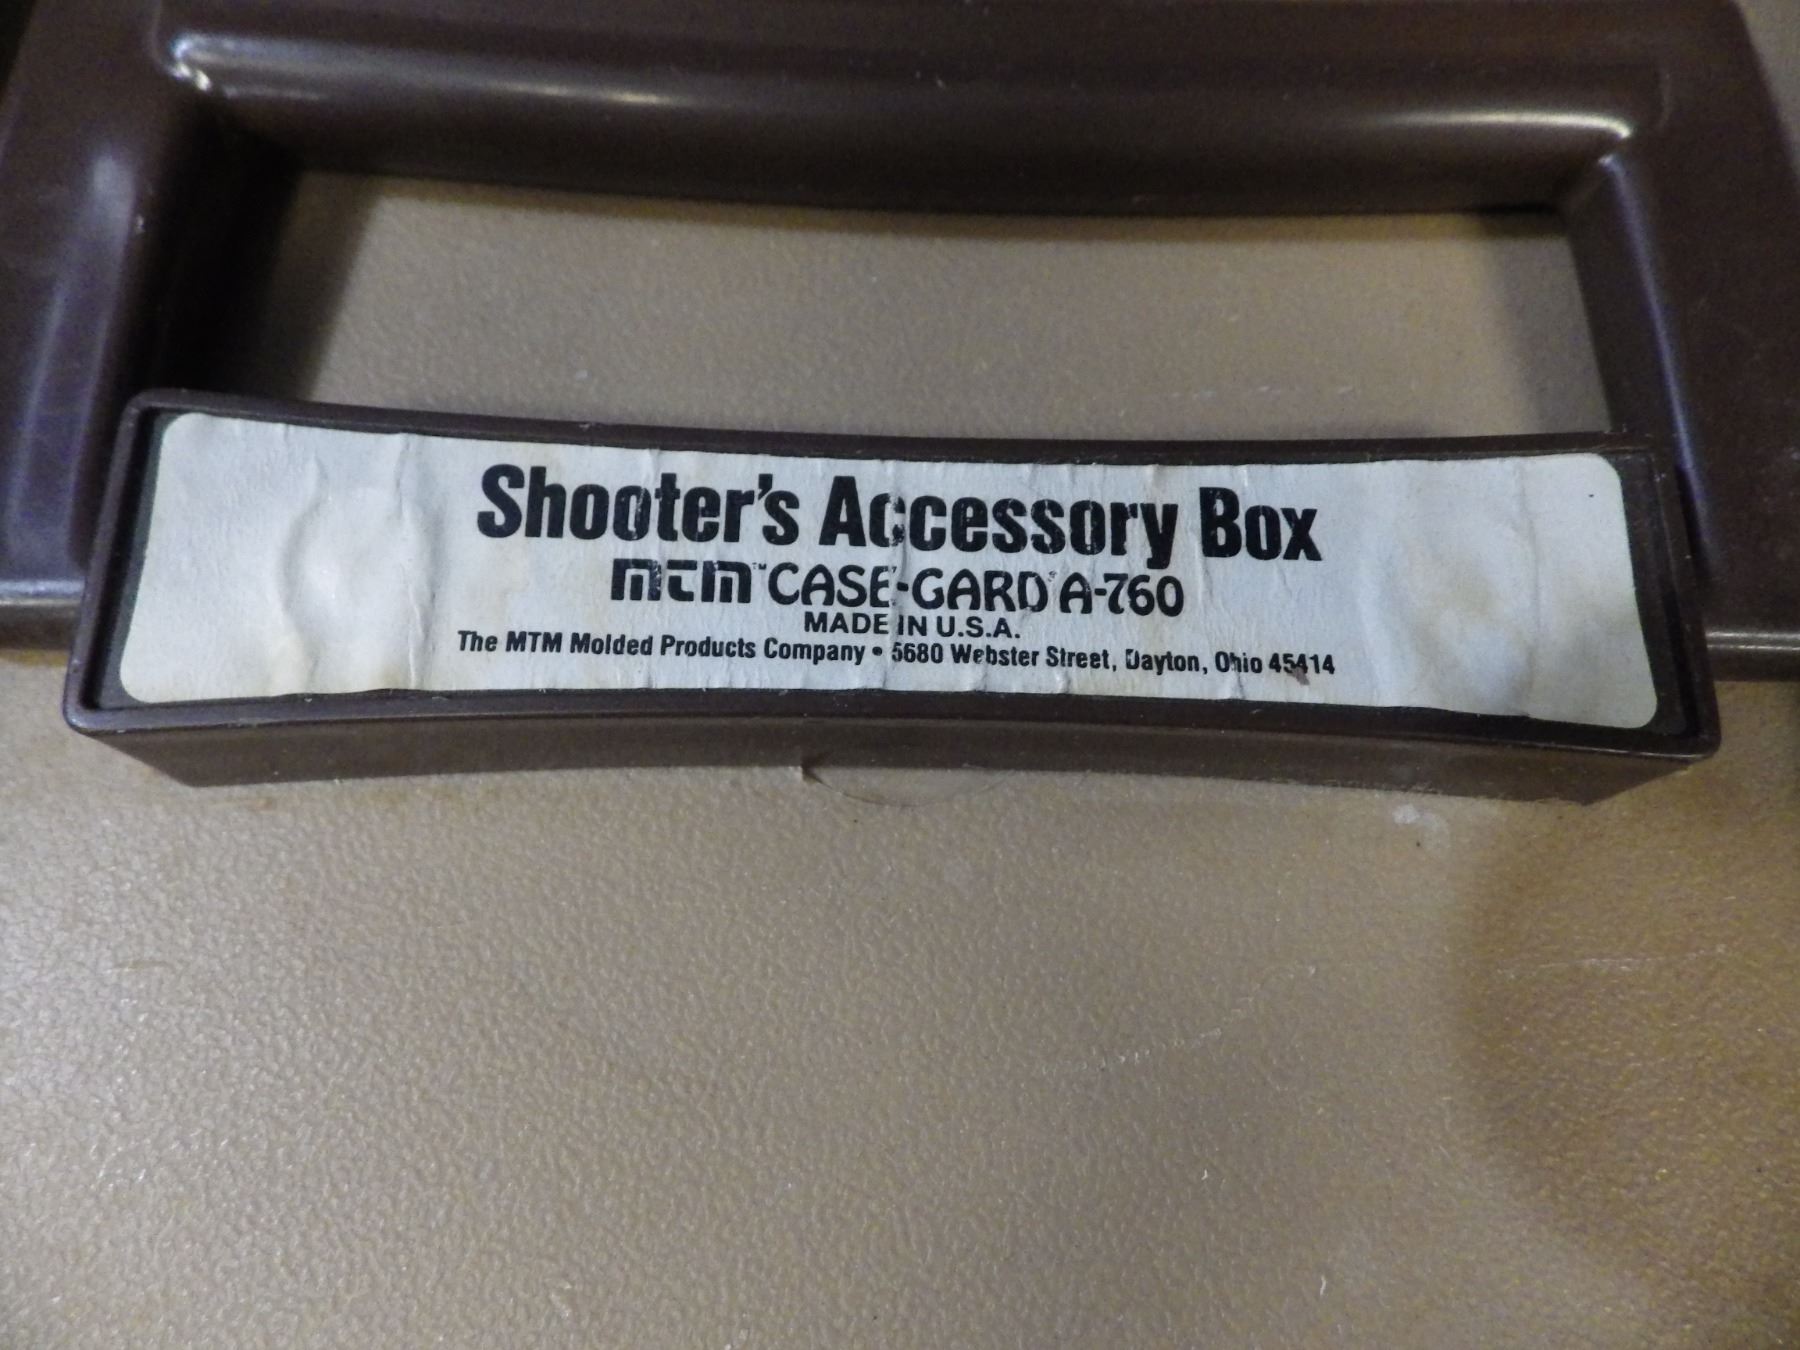 Shooter's Accessory Box
mtm™ CASE-GARD® A-760
MADE IN U.S.A.
The MTM Molded Products Company • 5680 Webster Street, Dayton, Ohio 45414